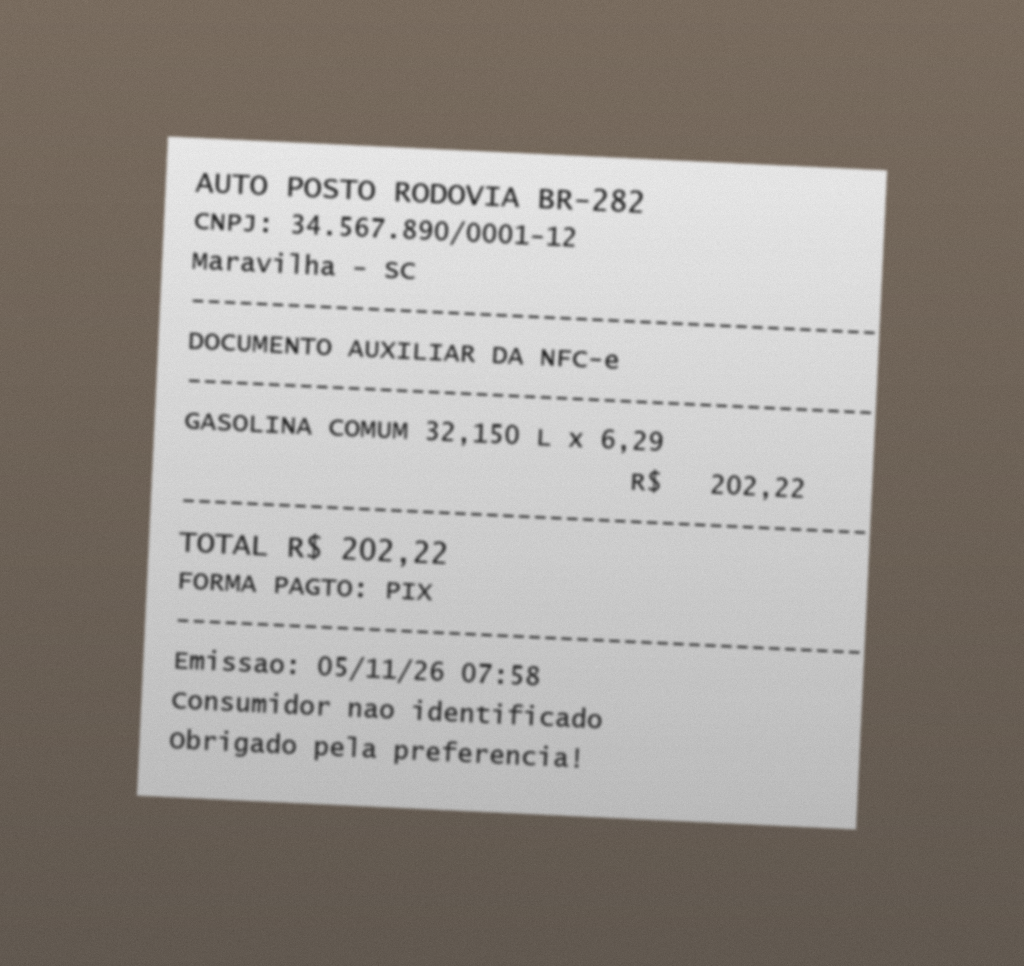 AUTO POSTO RODOVIA BR-282
CNPJ: 34.567.890/0001-12
Maravilha - SC
-------------------------------------------
DOCUMENTO AUXILIAR DA NFC-e
-------------------------------------------
GASOLINA COMUM 32,150 L x 6,29
R$ 202,22
-------------------------------------------
TOTAL R$ 202,22
FORMA PAGTO: PIX
-------------------------------------------
Emissao: 05/11/26 07:58
Consumidor nao identificado
Obrigado pela preferencia!